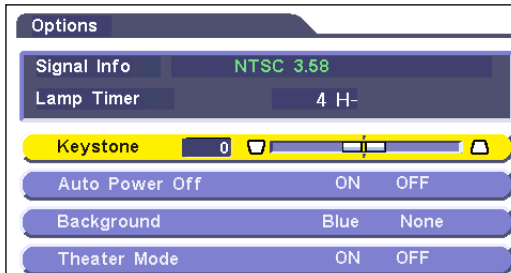 Options
Signal Info NTSC 3.58
Lamp Timer 4 H-
Keystone 0
Auto Power Off ON OFF
Background Blue None
Theater Mode ON OFF